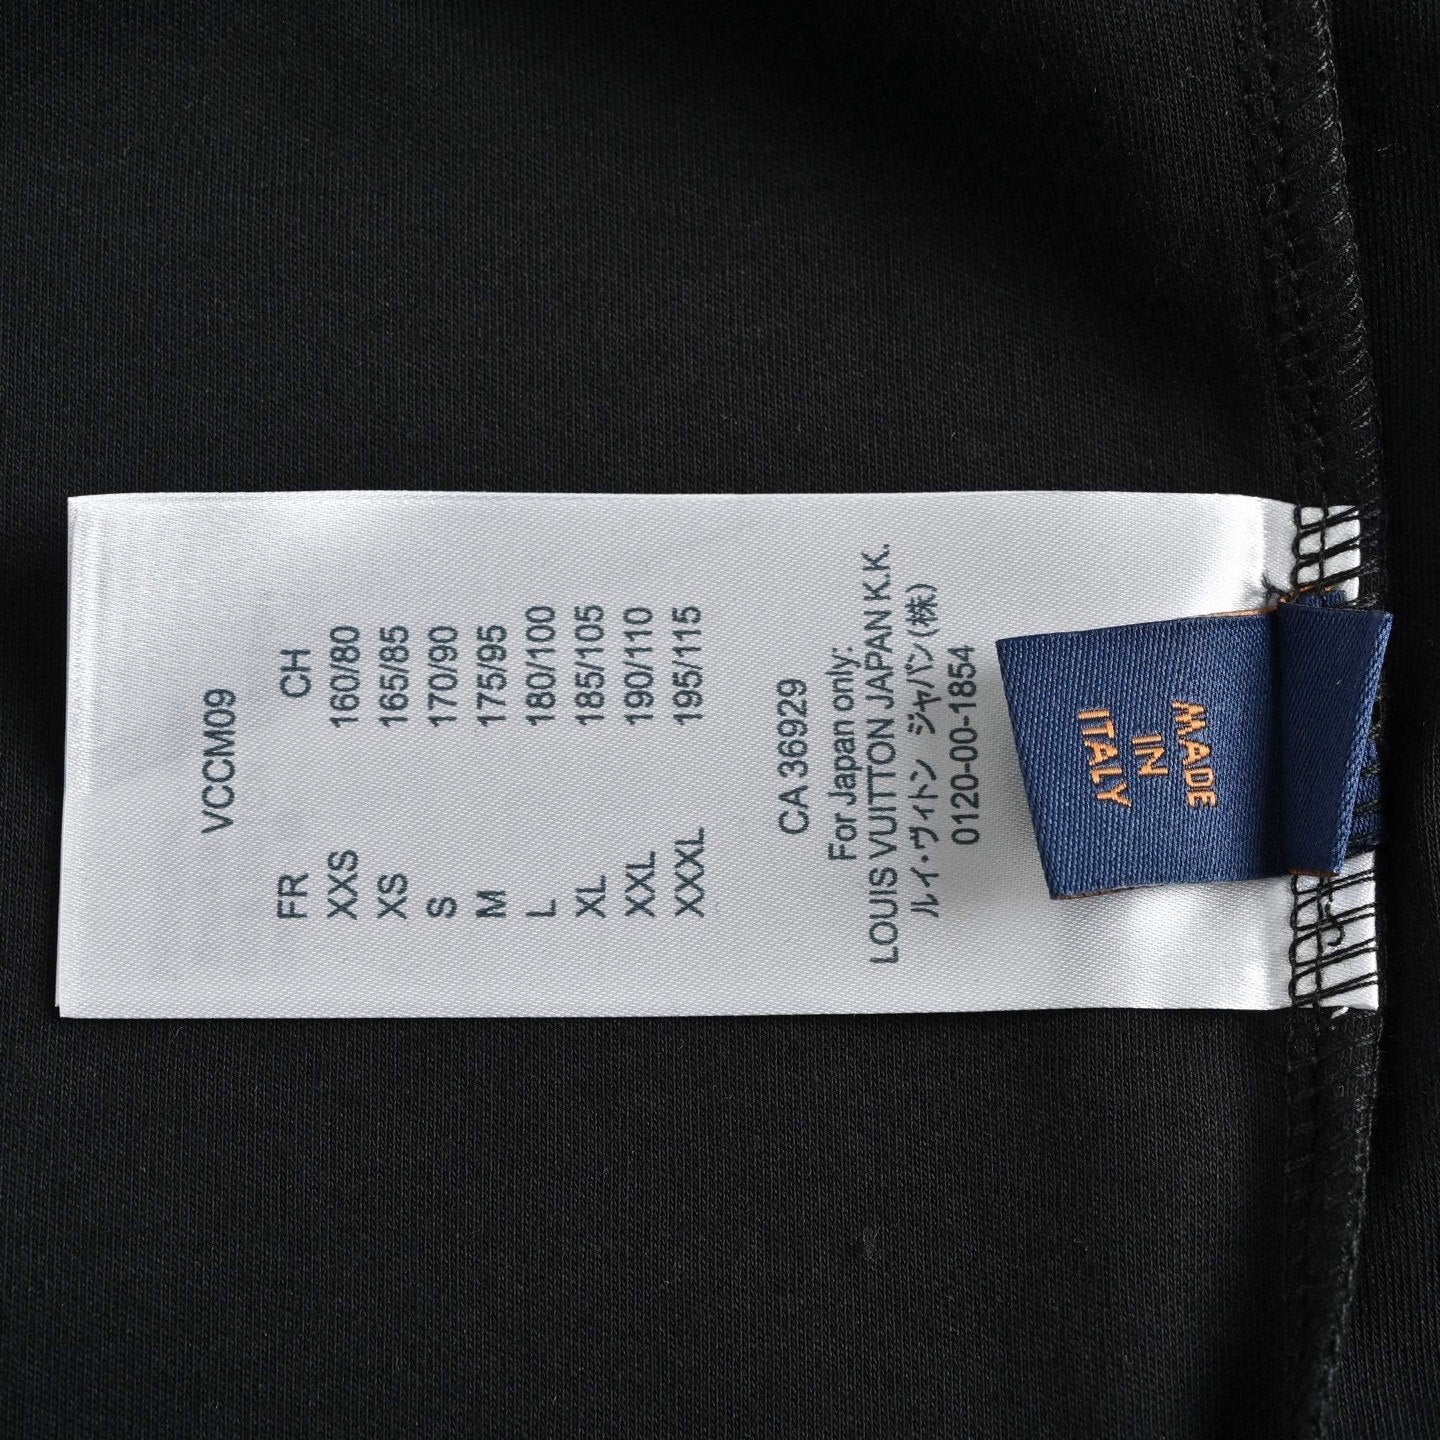 VCCM09
FR CH
XXS 160/80
XS 165/85
S 170/90
M 175/95
L 180/100
XL 185/105
XXL 190/110
XXXL 195/115
CA 36929
For Japan only:
LOUIS VUITTON JAPAN K.K.
ルイ・ヴィトン ジャパン(株)
0120-00-1854
MADE
IN
ITALY